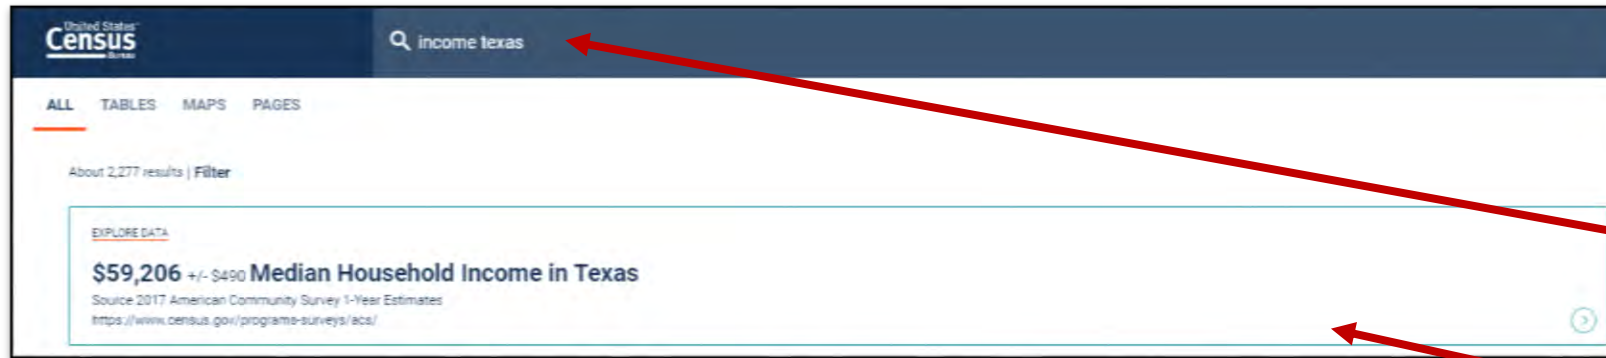 United States
Census
Bureau
income texas
ALL TABLES MAPS PAGES
About 2,277 results | Filter
EXPLORE DATA
$59,206 +/- $490 Median Household Income in Texas
Source 2017 American Community Survey 1-Year Estimates
https://www.census.gov/programs-surveys/acs/